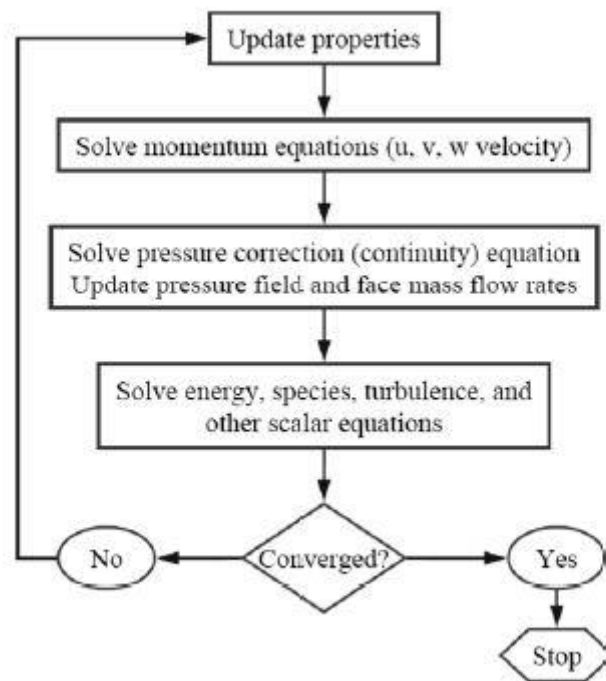 Update properties
Solve momentum equations (u, v, w velocity)
Solve pressure correction (continuity) equation
Update pressure field and face mass flow rates
Solve energy, species, turbulence, and
other scalar equations
No
Converged?
Yes
Stop